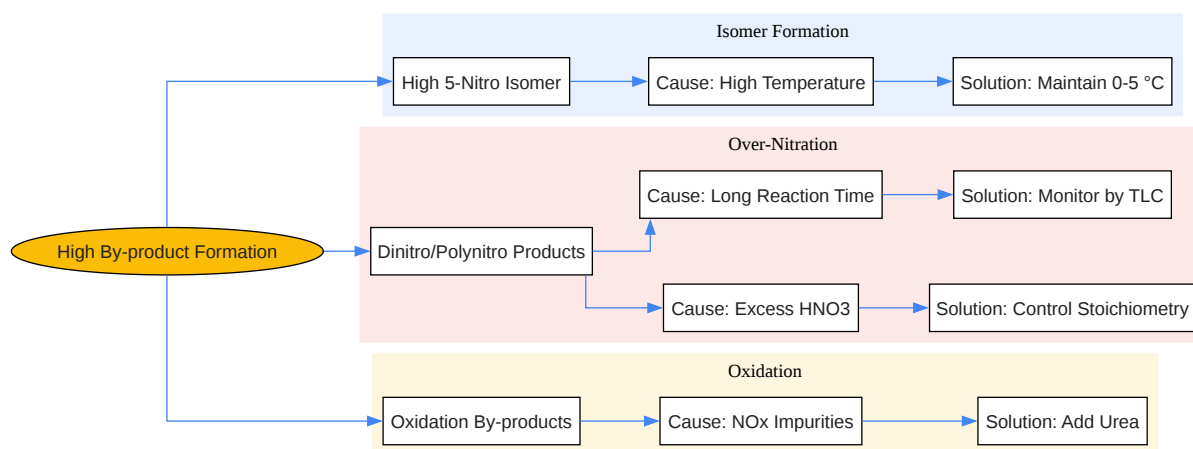 Isomer Formation
High 5-Nitro Isomer
Cause: High Temperature
Solution: Maintain 0-5 °C
Over-Nitration
Cause: Long Reaction Time
Solution: Monitor by TLC
High By-product Formation
Dinitro/Polynitro Products
Cause: Excess HNO3
Solution: Control Stoichiometry
Oxidation
Oxidation By-products
Cause: NOx Impurities
Solution: Add Urea